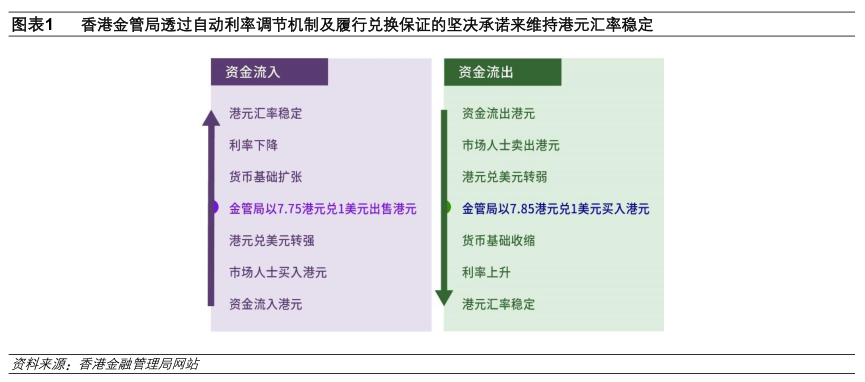 图表1 香港金管局透过自动利率调节机制及履行兑换保证的坚决承诺来维持港元汇率稳定
资金流入
港元汇率稳定
利率下降
货币基础扩张
金管局以7.75港元兑1美元出售港元
港元兑美元转强
市场人士买入港元
资金流入港元
资金流出
资金流出港元
市场人士卖出港元
港元兑美元转弱
金管局以7.85港元兑1美元买入港元
货币基础收缩
利率上升
港元汇率稳定
资料来源：香港金融管理局网站